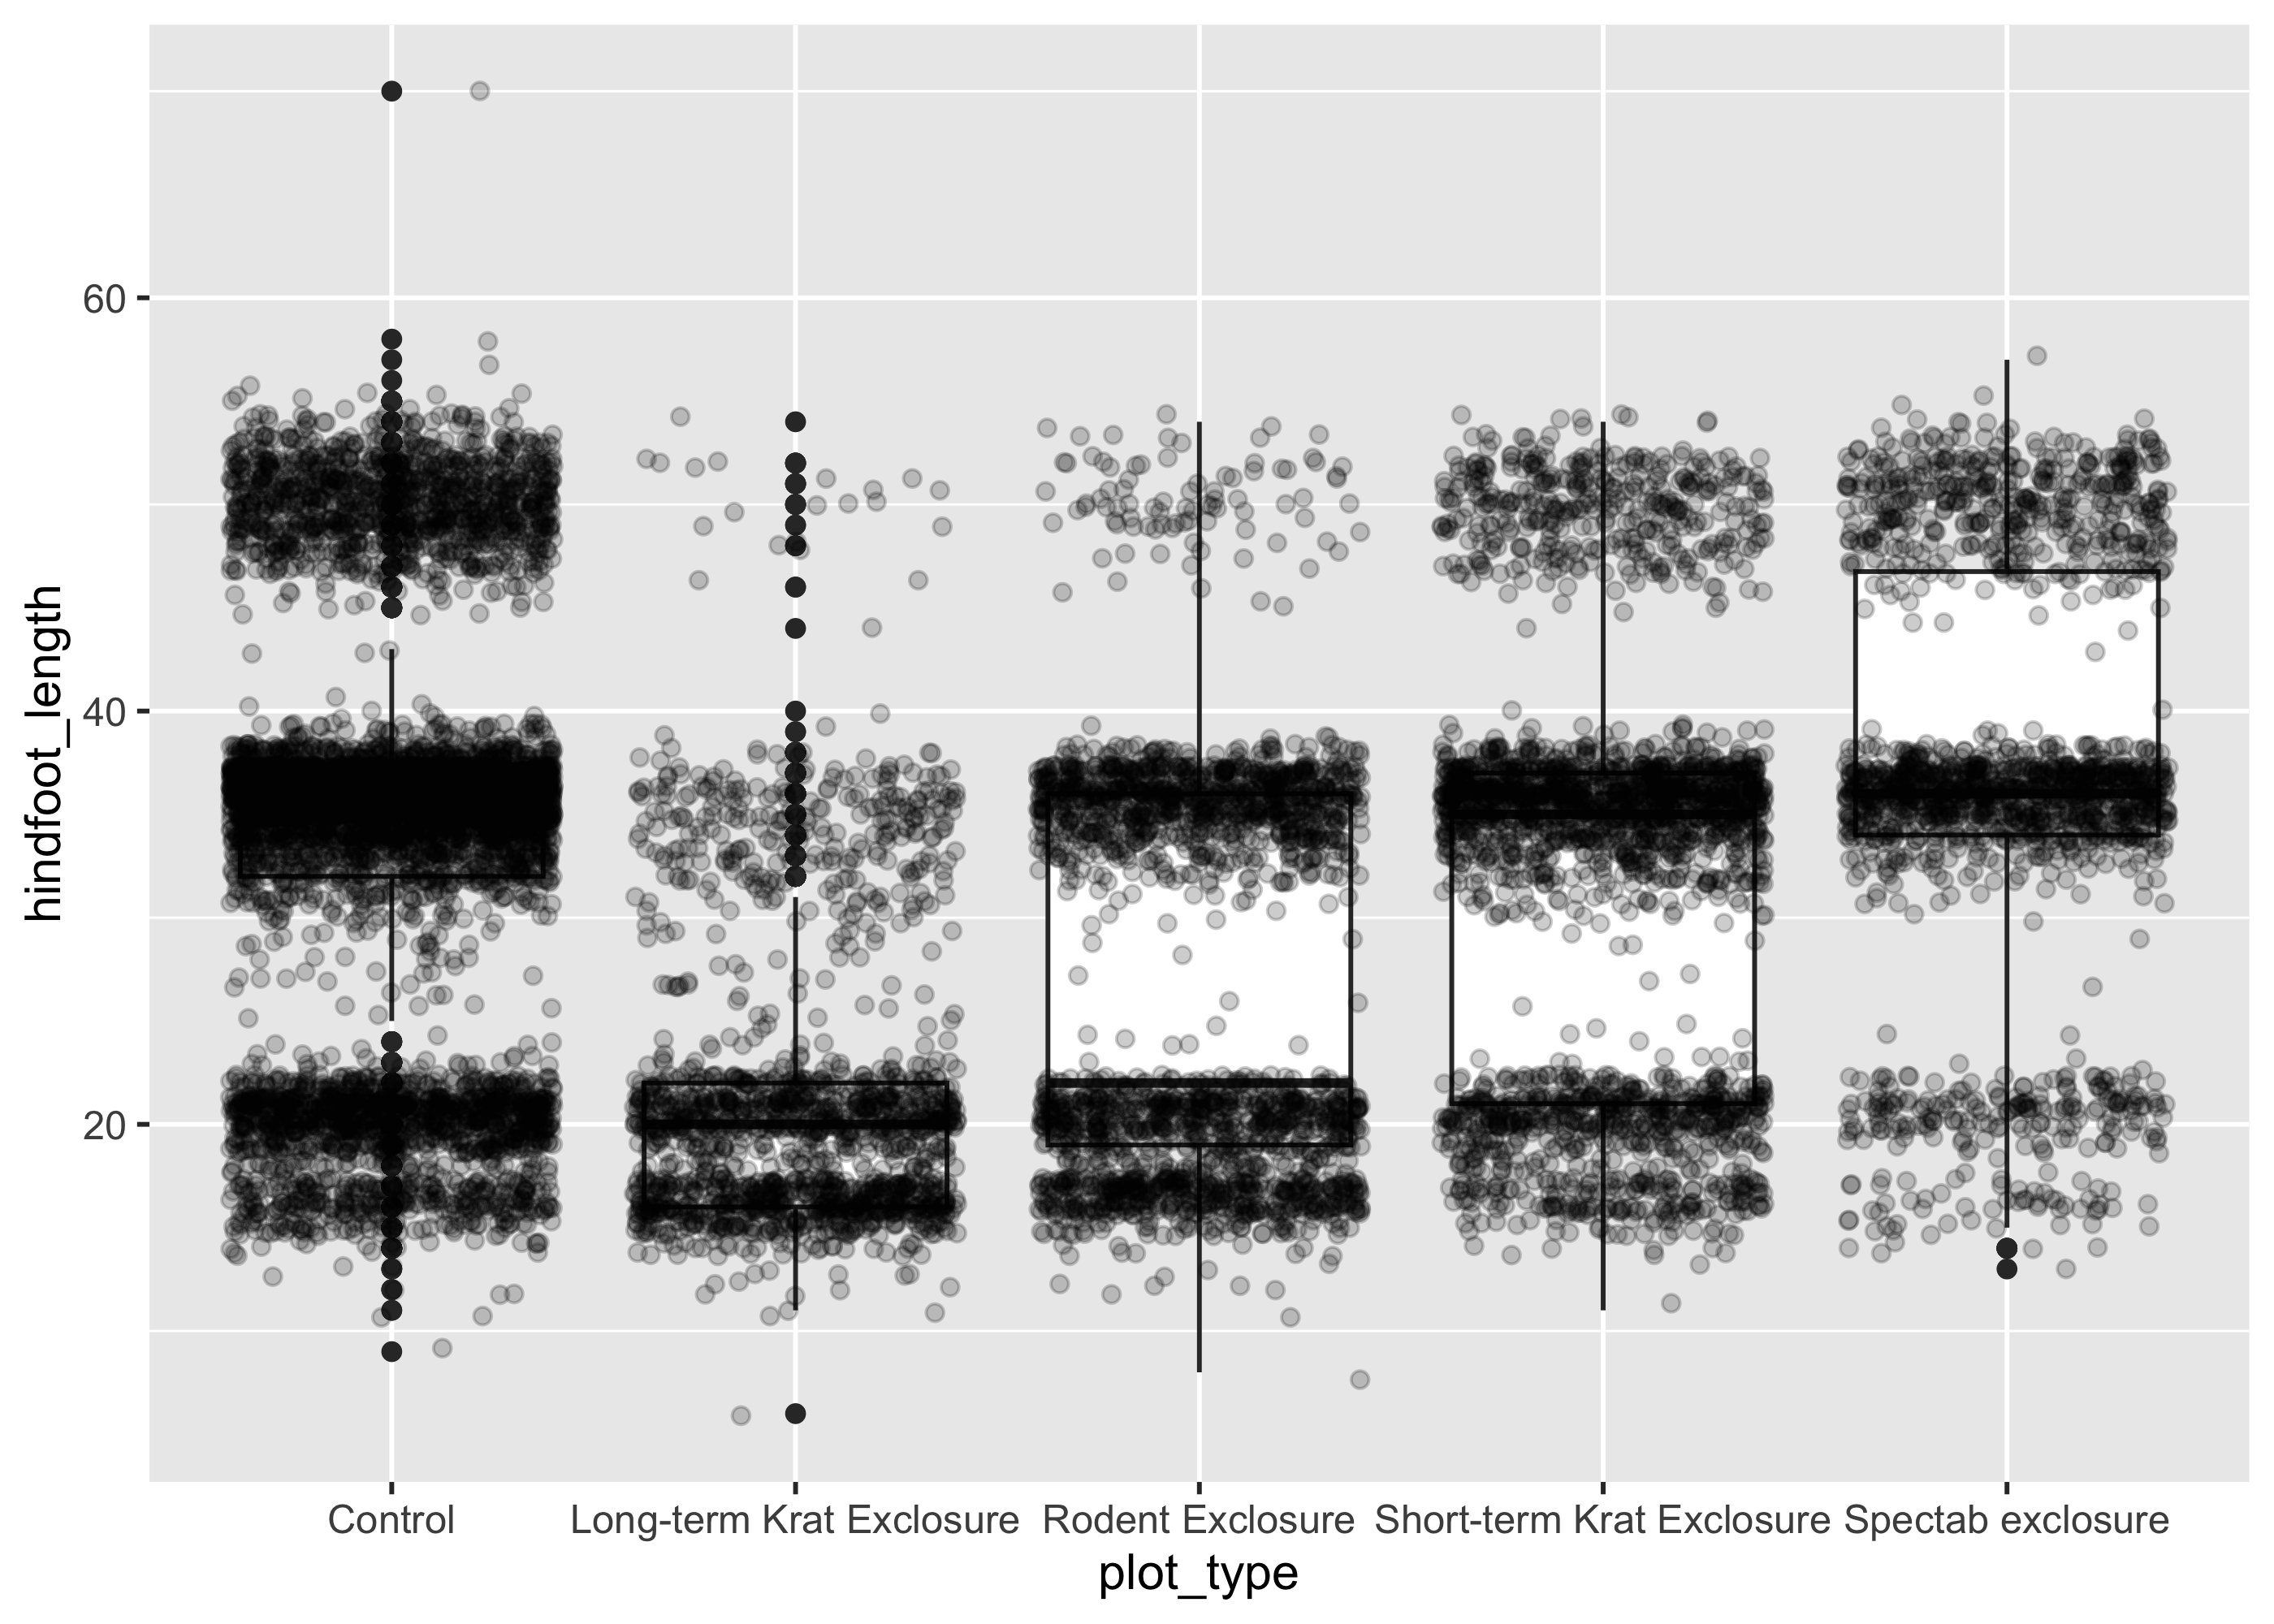 hindfoot_length
60
40
20
Control Long-term Krat Exclosure Rodent Exclosure Short-term Krat Exclosure Spectab exclosure
plot_type